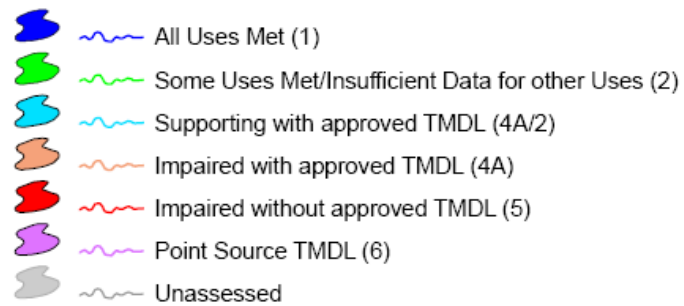 All Uses Met (1)
Some Uses Met/Insufficient Data for other Uses (2)
Supporting with approved TMDL (4A/2)
Impaired with approved TMDL (4A)
Impaired without approved TMDL (5)
Point Source TMDL (6)
Unassessed